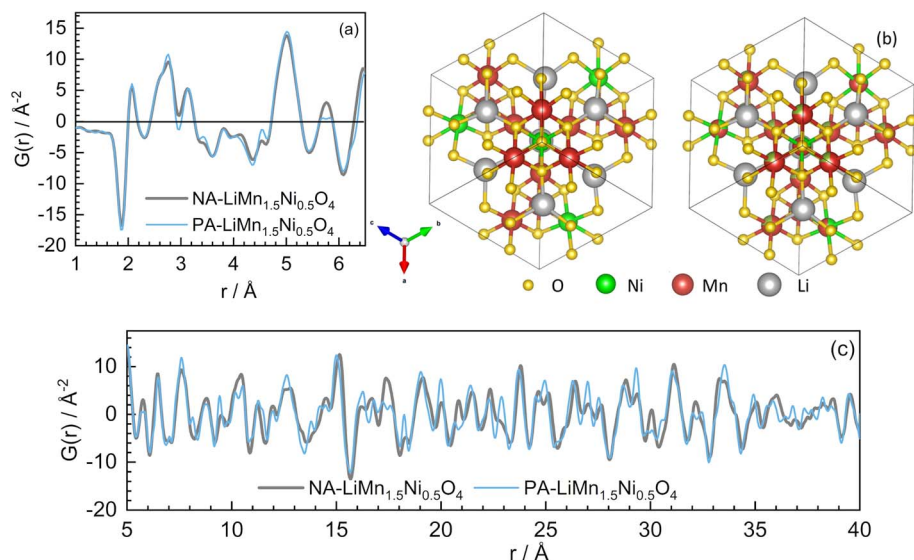 (a)
15
10
5
0
-5
-10
-15
-20
G(r) / Å-2
NA-LiMn1.5Ni0.5O4
PA-LiMn1.5Ni0.5O4
1 2 3 4 5 6
r / Å
(b)
c b
a
O Ni Mn Li
(c)
10
0
-10
-20
G(r) / Å-2
NA-LiMn1.5Ni0.5O4 PA-LiMn1.5Ni0.5O4
5 10 15 20 25 30 35 40
r / Å